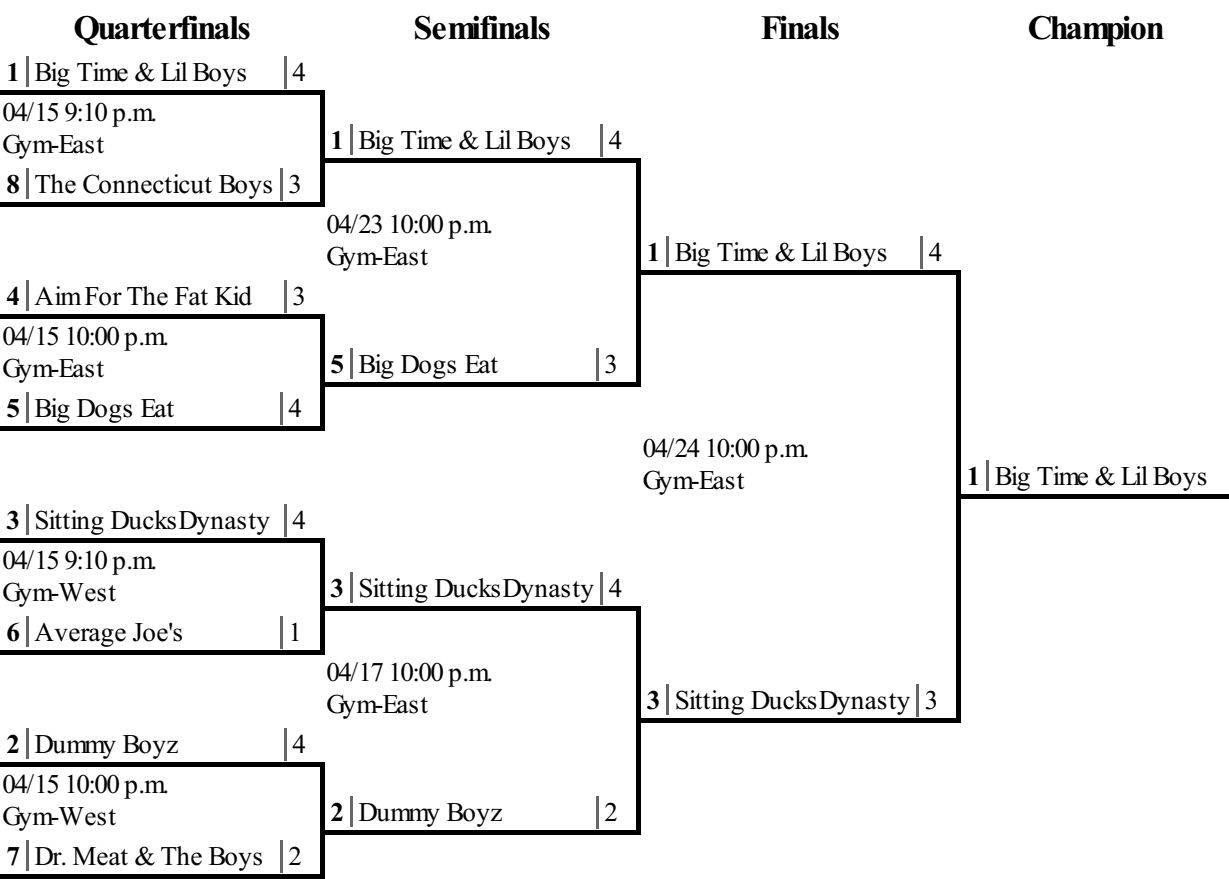 Quarterfinals Semifinals Finals Champion
1 Big Time & Lil Boys 4
04/15 9:10 p.m.
Gym-East
8 The Connecticut Boys 3
4 Aim For The Fat Kid 3
04/15 10:00 p.m.
Gym-East
5 Big Dogs Eat 4
3 Sitting Ducks Dynasty 4
04/15 9:10 p.m.
Gym-West
6 Average Joe's 1
2 Dummy Boyz 4
04/15 10:00 p.m.
Gym-West
7 Dr. Meat & The Boys 2
1 Big Time & Lil Boys 4
04/23 10:00 p.m.
Gym-East
5 Big Dogs Eat 3
3 Sitting Ducks Dynasty 4
04/17 10:00 p.m.
Gym-East
2 Dummy Boyz 2
1 Big Time & Lil Boys 4
04/24 10:00 p.m.
Gym-East
3 Sitting Ducks Dynasty 3
1 Big Time & Lil Boys